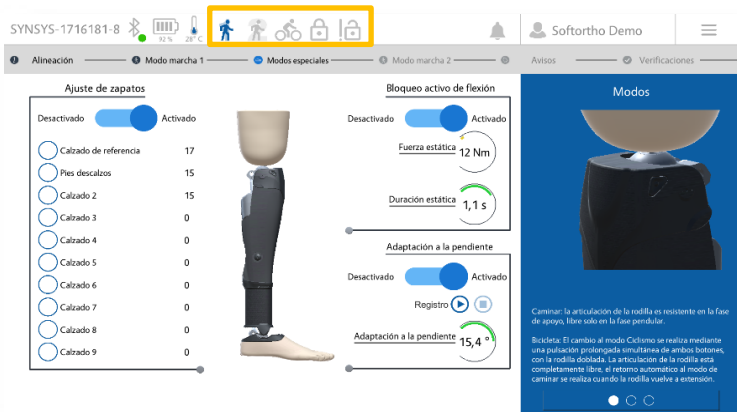 SYNSYS-1716181-8
92 %
28° C
Softortho Demo
Alineación
Modo marcha 1
Modos especiales
Modo marcha 2
Avisos
Verificaciones
Ajuste de zapatos
Desactivado Activado
Calzado de referencia 17
Pies descalzos 15
Calzado 2 15
Calzado 3 0
Calzado 4 0
Calzado 5 0
Calzado 6 0
Calzado 7 0
Calzado 8 0
Calzado 9 0
Bloqueo activo de flexión
Desactivado Activado
Fuerza estática 12 Nm
Duración estática 1,1 s
Adaptación a la pendiente
Desactivado Activado
Registro
Adaptación a la pendiente 15,4 °
Modos
Caminar: la articulación de la rodilla es resistente en la fase
de apoyo, libre solo en la fase pendular.
Bicicleta: El cambio al modo Ciclismo se realiza mediante
una pulsación prolongada simultánea de ambos botones,
con la rodilla doblada. La articulación de la rodilla está
completamente libre, el retorno automático al modo de
caminar se realiza cuando la rodilla vuelve a extensión.